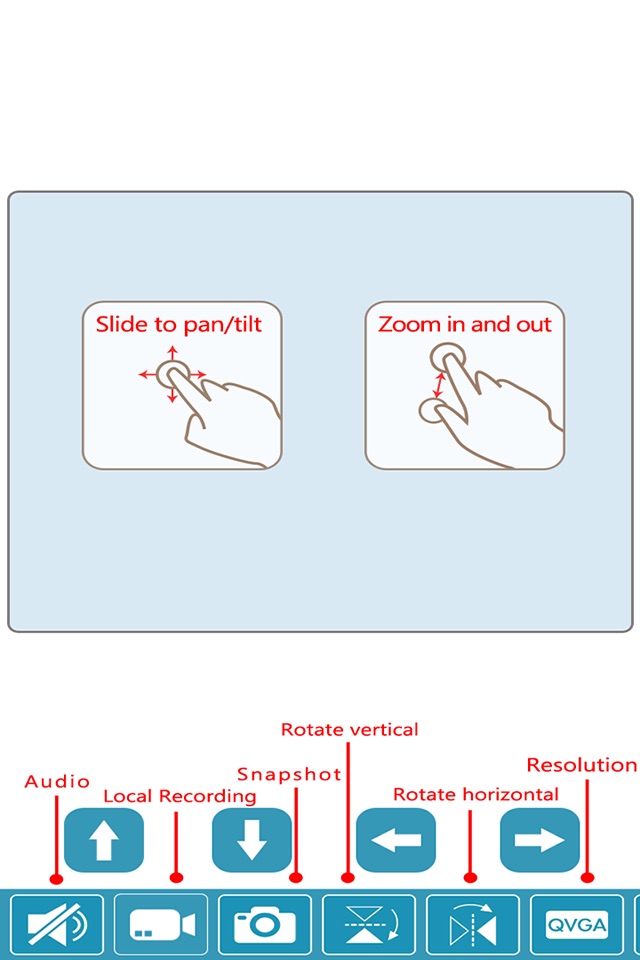 Slide to pan/tilt
Zoom in and out
Rotate vertical
Resolution
Snapshot
Audio
Local Recording
Rotate horizontal
QVGA